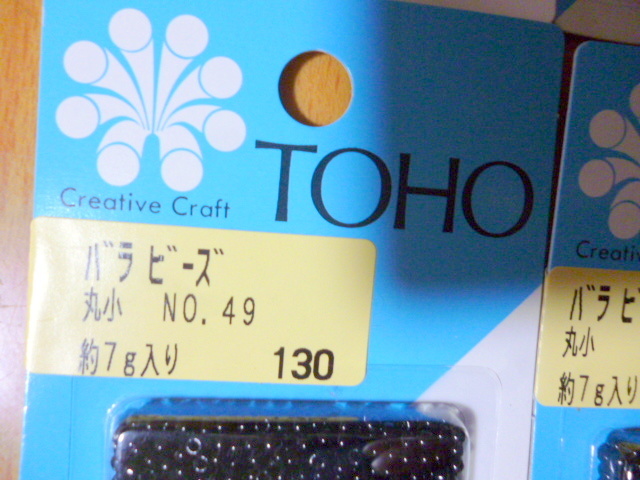 TOHO
Creative Craft
バラ ビーズ
丸小 NO.49
約7g入り 130
Creativ
バラ ビ
丸小
約7g入り